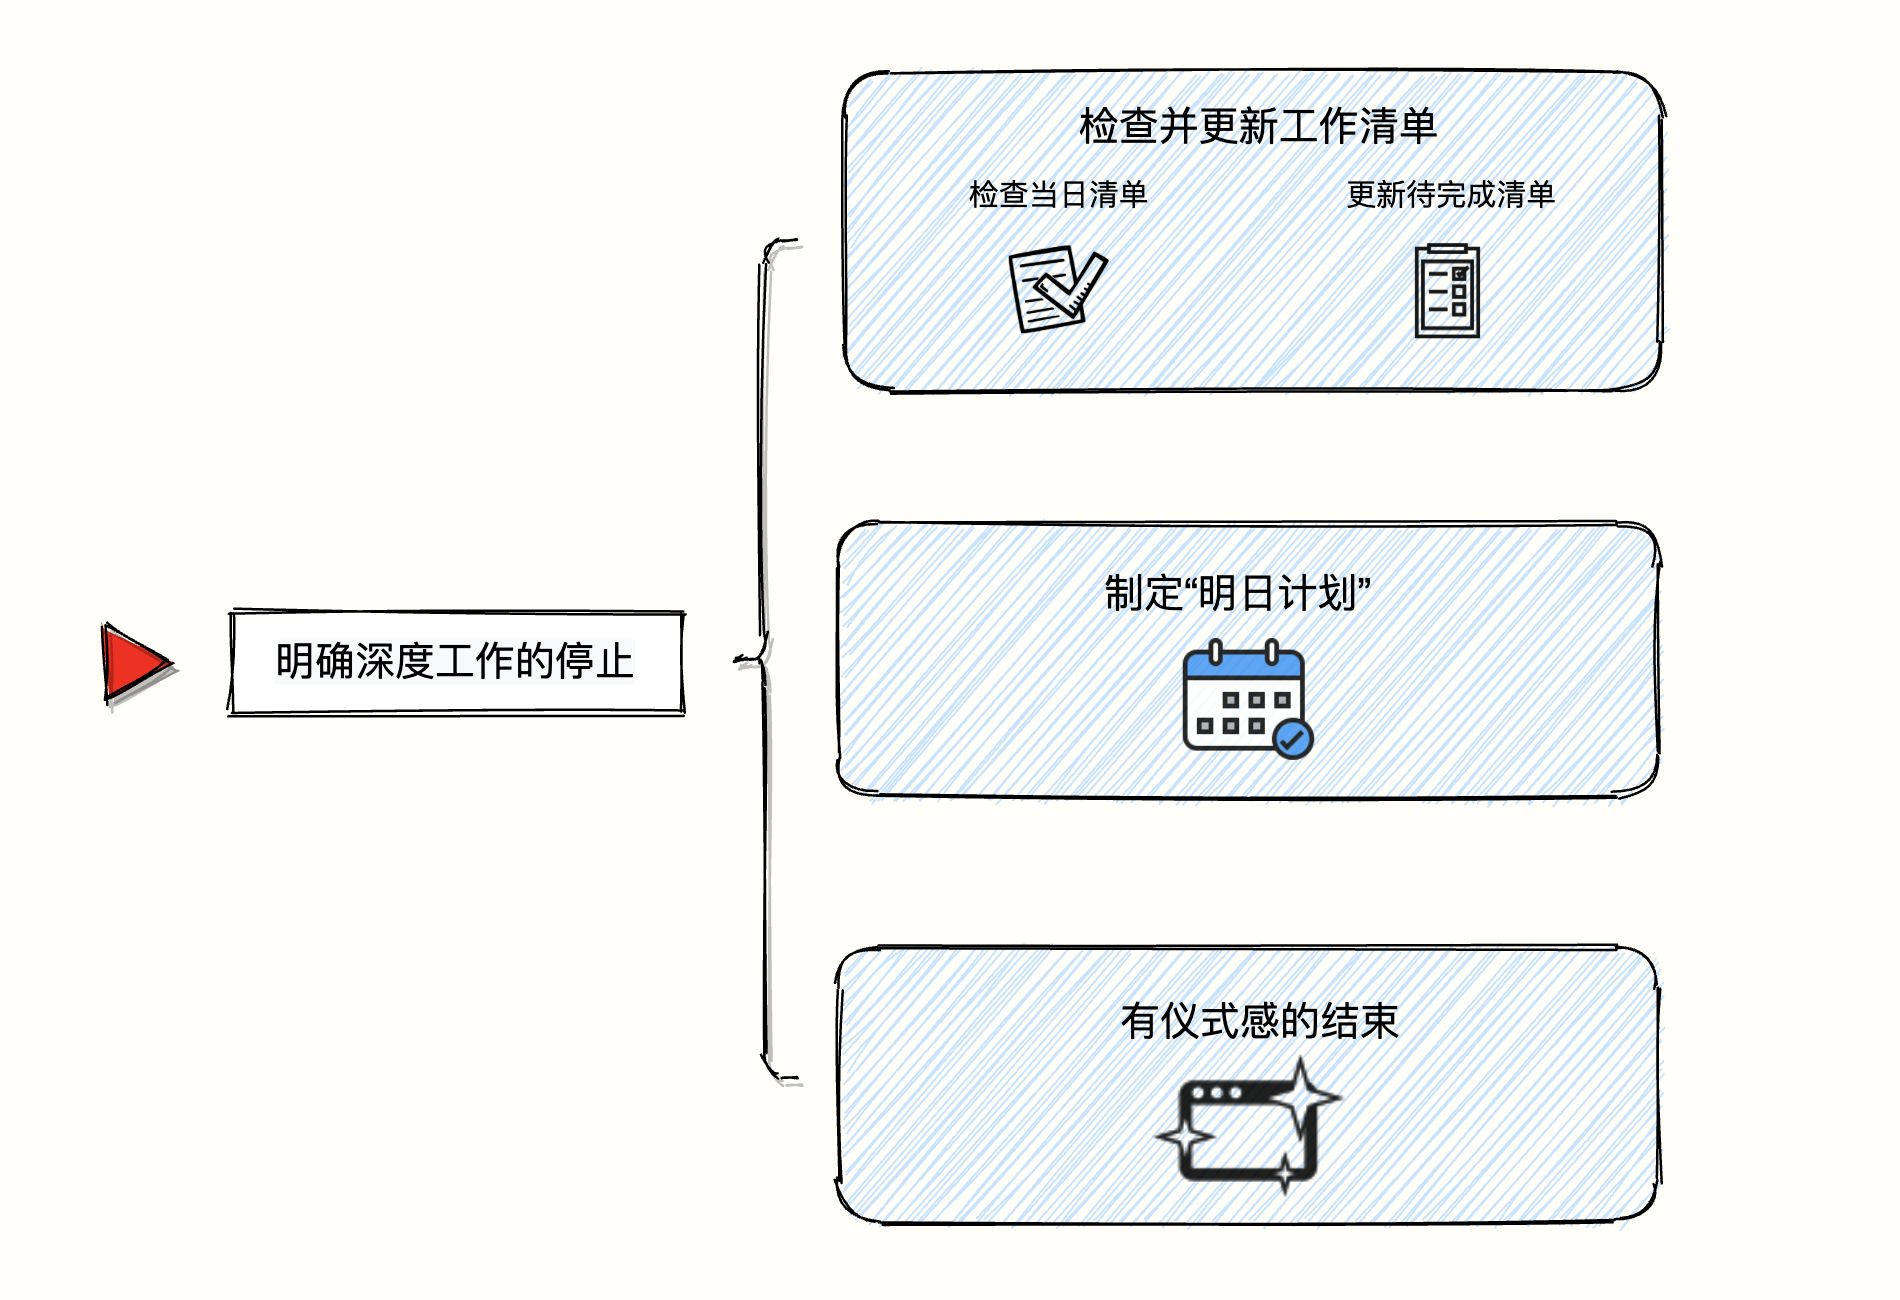 检查并更新工作清单
检查当日清单
更新待完成清单
制定“明日计划”
明确深度工作的停止
有仪式感的结束